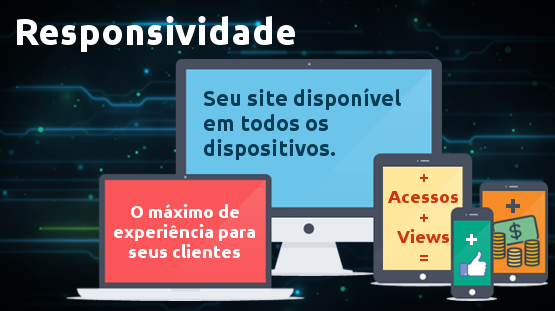 Responsividade
Seu site disponível
em todos os
dispositivos.
O máximo de
experiência para
seus clientes
+
Acessos
+
Views
=
+
+
$